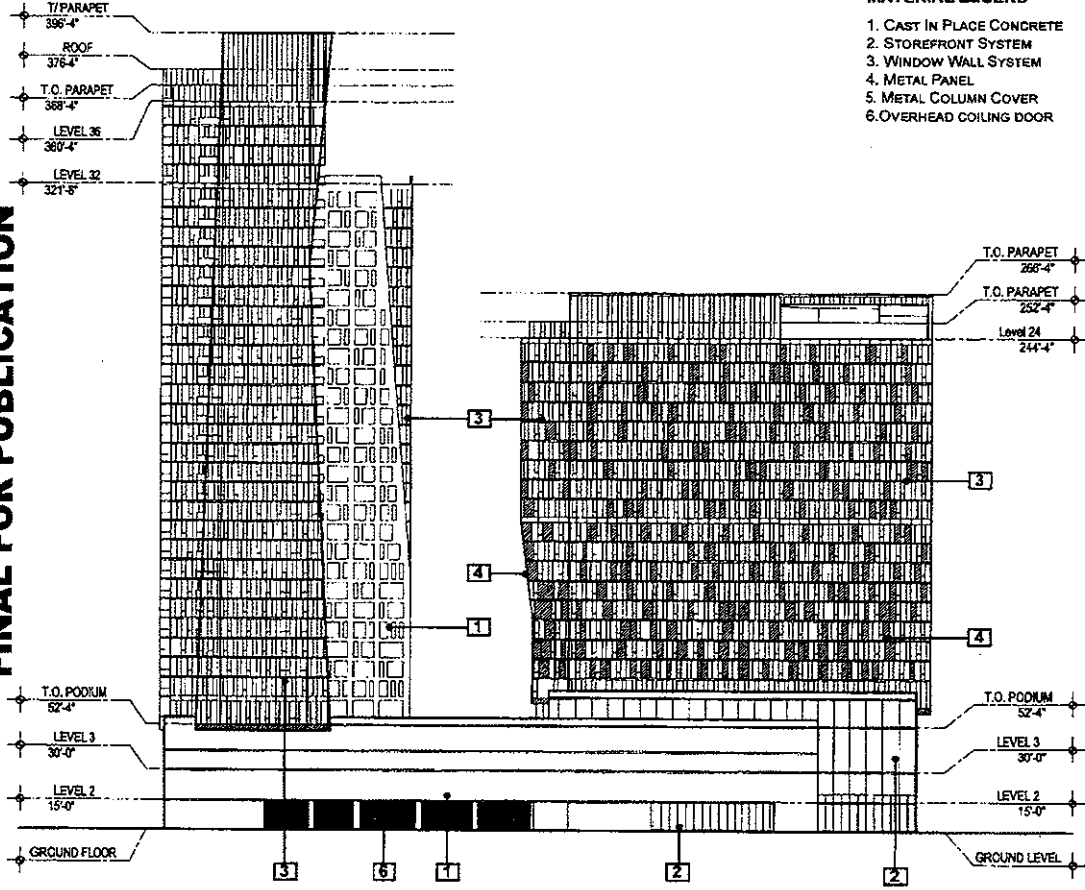 MATERIAL LEGEND
1. CAST IN PLACE CONCRETE
2. STOREFRONT SYSTEM
3. WINDOW WALL SYSTEM
4. METAL PANEL
5. METAL COLUMN COVER
6.OVERHEAD COILING DOOR
FINAL FOR PUBLICATION
T/ PARAPET
396'-4"
ROOF
376-4"
T.O. PARAPET
368'-4"
LEVEL 36
360'-4"
LEVEL 32
321'-8"
T.O. PARAPET
266'-4"
T.O. PARAPET
252'-4"
Level 24
244'-4"
3
3
4
1
4
T.O. PODIUM
52'-4"
LEVEL 3
30'-0"
LEVEL 2
15'-0"
GROUND FLOOR
T.O. PODIUM
52'-4"
LEVEL 3
30'-0"
LEVEL 2
15'-0"
GROUND LEVEL
3
6
1
2
2